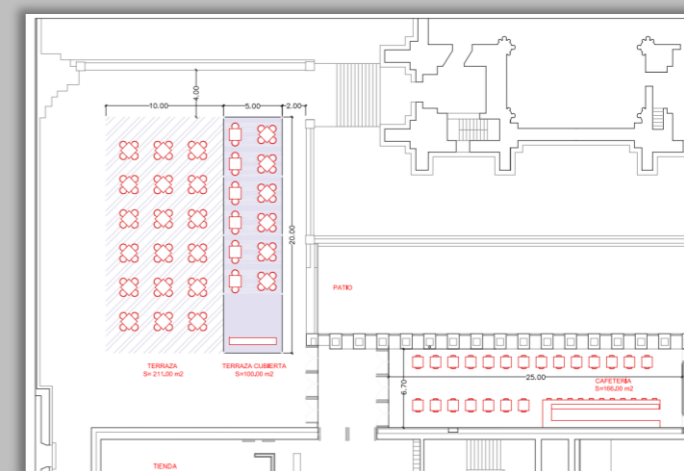 4.00
10.00
5.00
2.00
20.00
PATIO
TERRAZA
S= 211,00 m2
TERRAZA CUBIERTA
S=100,00 m2
25.00
6.70
CAFETERIA
S=166,00 m2
TIENDA